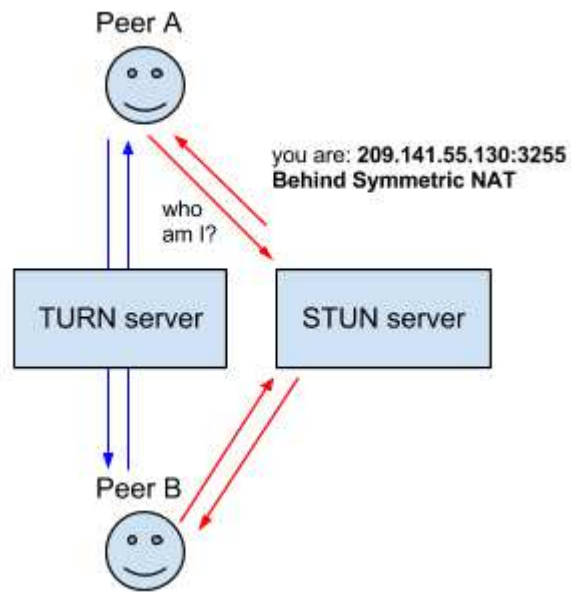 Peer A
you are: 209.141.55.130:3255
Behind Symmetric NAT
who
am I?
TURN server
STUN server
Peer B